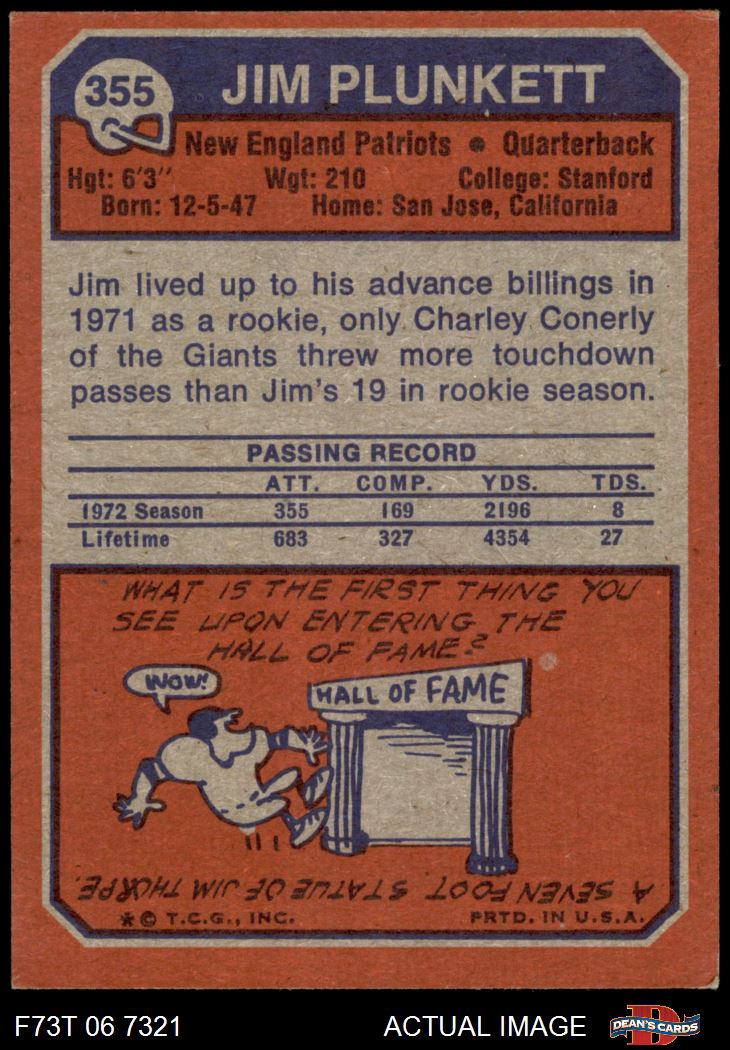 355
JIM PLUNKETT
New England Patriots • Quarterback
Hgt: 6'3" Wgt: 210 College: Stanford
Born: 12-5-47 Home: San Jose, California
Jim lived up to his advance billings in
1971 as a rookie, only Charley Conerly
of the Giants threw more touchdown
passes than Jim's 19 in rookie season.
PASSING RECORD
ATT. COMP. YDS. TDS.
1972 Season 355 169 2196 8
Lifetime 683 327 4354 27
WHAT IS THE FIRST THING YOU
SEE UPON ENTERING THE
HALL OF FAME?
WOW!
HALL OF FAME
A SEVEN FOOT STATUE OF JIM THORPE.
* © T.C.G., INC. PRTD. IN U.S.A.
F73T 06 7321 ACTUAL IMAGE
D
DEAN'S CARDS